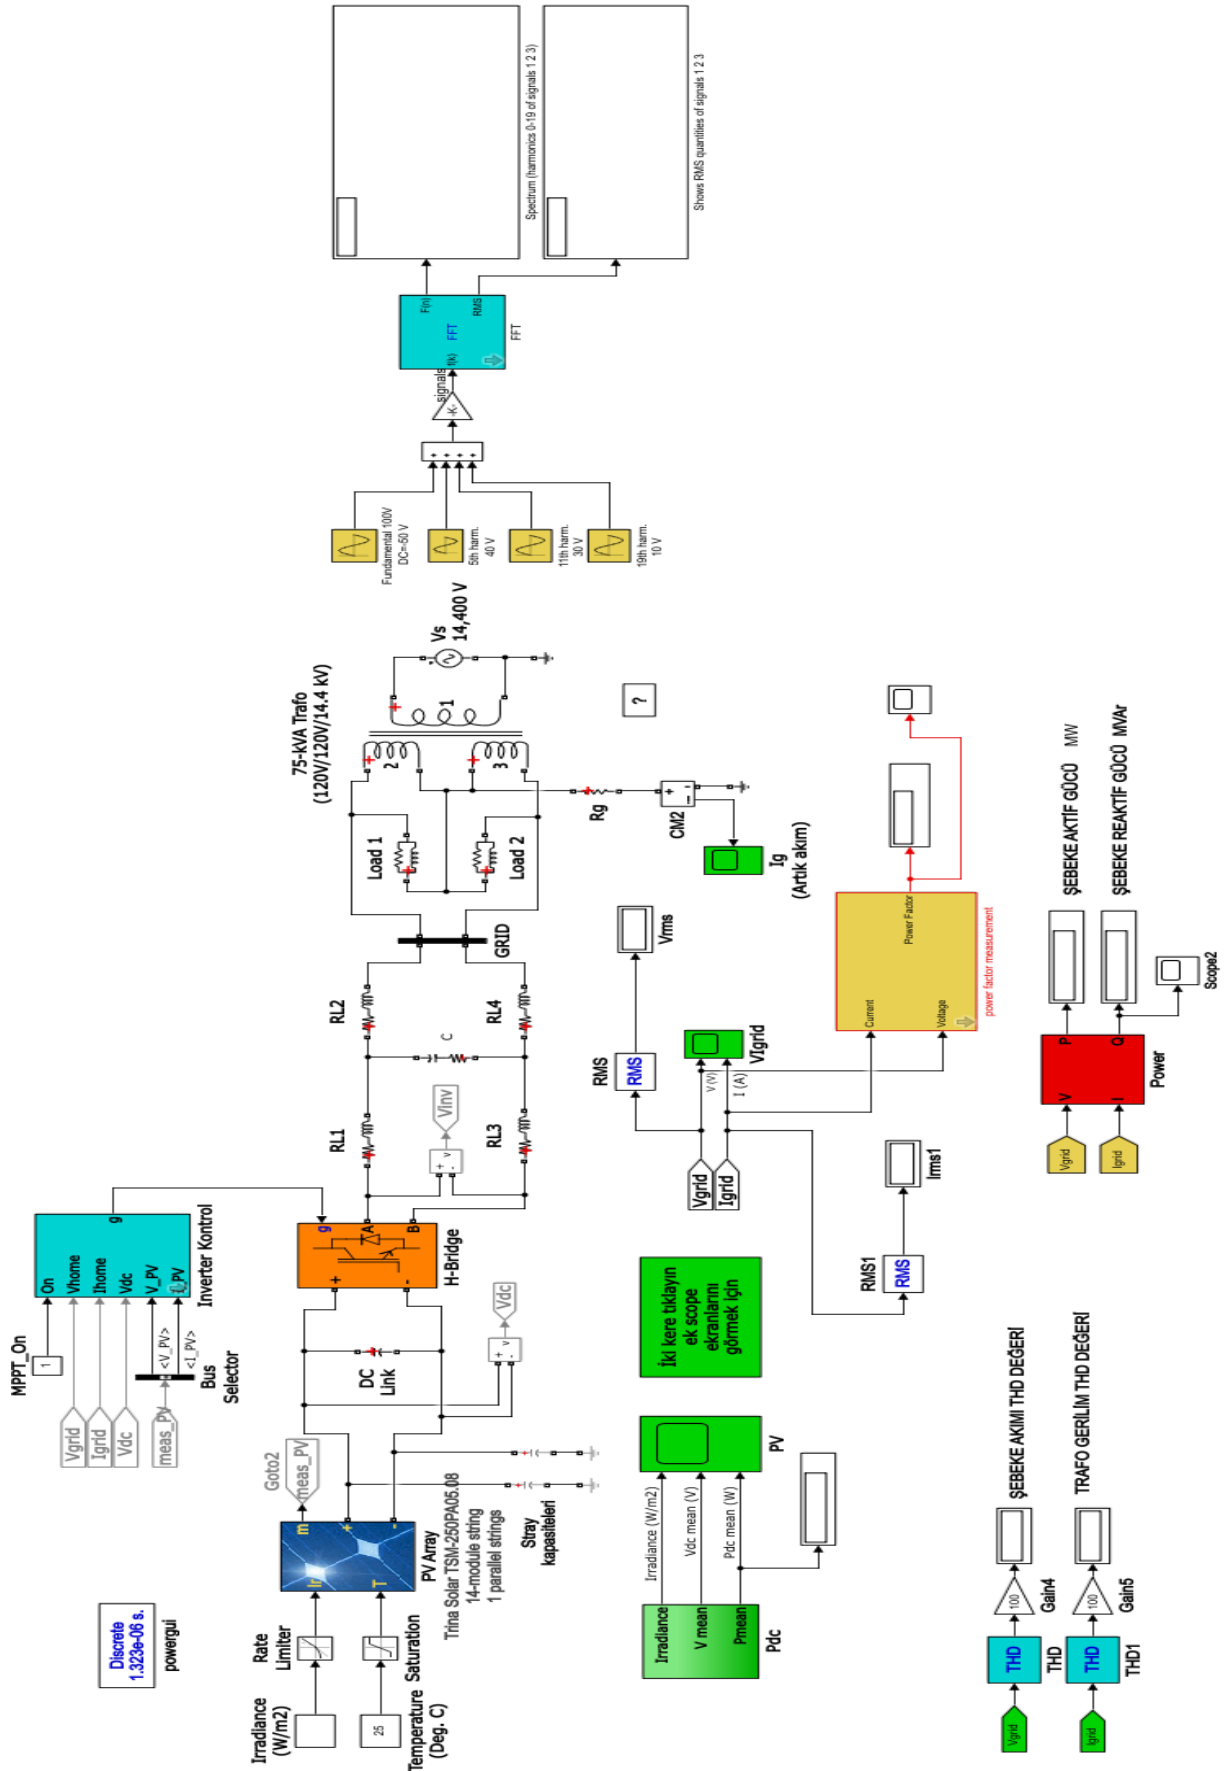 Discrete
1.323e-06 s.
powergui
MPPT_On
1
Vgrid
Igrid
Vdc
meas_PV
<V_PV>
<I_PV>
Bus
Selector
On
Vhome
Ihome
Vdc
V_PV
I_PV
g
Inverter Kontrol
Irradiance
(W/m2)
Rate
Limiter
25
Temperature
(Deg. C)
Saturation
Ir
T
m
+
-
PV Array
Trina Solar TSM-250PA05.08
14-module string
1 parallel strings
Goto2
meas_PV
Stray
kapasiteleri
DC
Link
+
-
v
Vdc
+
-
g
A
B
H-Bridge
RL1
RL3
+
-
v
Vinv
C
RL2
RL4
GRID
Load 1
Load 2
75-kVA Trafo
(120V/120V/14.4 kV)
2
3
1
Vs
14,400 V
Rg
+
-
CM2
Ig
(Artık akım)
?
Fundamental 100V
DC=-50 V
5th harm.
40 V
11th harm.
30 V
19th harm.
10 V
+
+
+
+
-K-
signals
f(k)
FFT
F(n)
RMS
FFT
Spectrum (harmonics 0-19 of signals 1 2 3)
Shows RMS quantities of signals 1 2 3
Irradiance
V mean
Pmean
Pdc
Irradiance (W/m2)
Vdc mean (V)
Pdc mean (W)
PV
İki kere tıklayın
ek scope
ekranlarını
görmek için
Vgrid
Igrid
RMS
RMS
Vrms
V (V)
I (A)
VIgrid
RMS1
RMS
Irms1
Current
Voltage
Power Factor
power factor measurement
Vgrid
THD
THD
100
Gain4
ŞEBEKE AKIMI THD DEĞERİ
Igrid
THD
THD1
100
Gain5
TRAFO GERİLİM THD DEĞERİ
Vgrid
Igrid
V
I
P
Q
Power
Scope2
ŞEBEKE AKTİF GÜCÜ MW
ŞEBEKE REAKTİF GÜCÜ MVAr